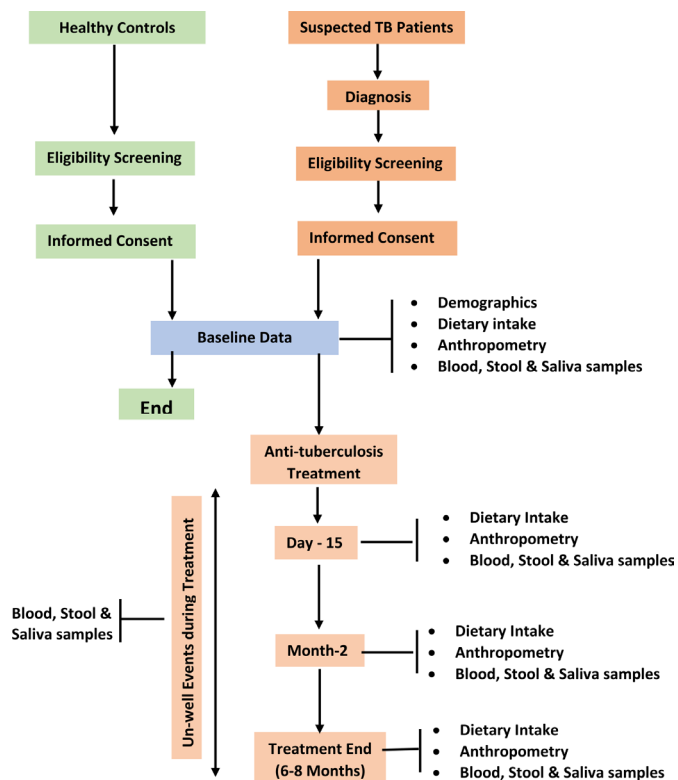 Healthy Controls
Suspected TB Patients
Diagnosis
Eligibility Screening
Eligibility Screening
Informed Consent
Informed Consent
Baseline Data
• Demographics
• Dietary intake
• Anthropometry
• Blood, Stool & Saliva samples
End
Anti-tuberculosis
Treatment
Un-well Events during Treatment
Blood, Stool &
Saliva samples
Day - 15
• Dietary Intake
• Anthropometry
• Blood, Stool & Saliva samples
Month-2
• Dietary Intake
• Anthropometry
• Blood, Stool & Saliva samples
Treatment End
(6-8 Months)
• Dietary Intake
• Anthropometry
• Blood, Stool & Saliva samples